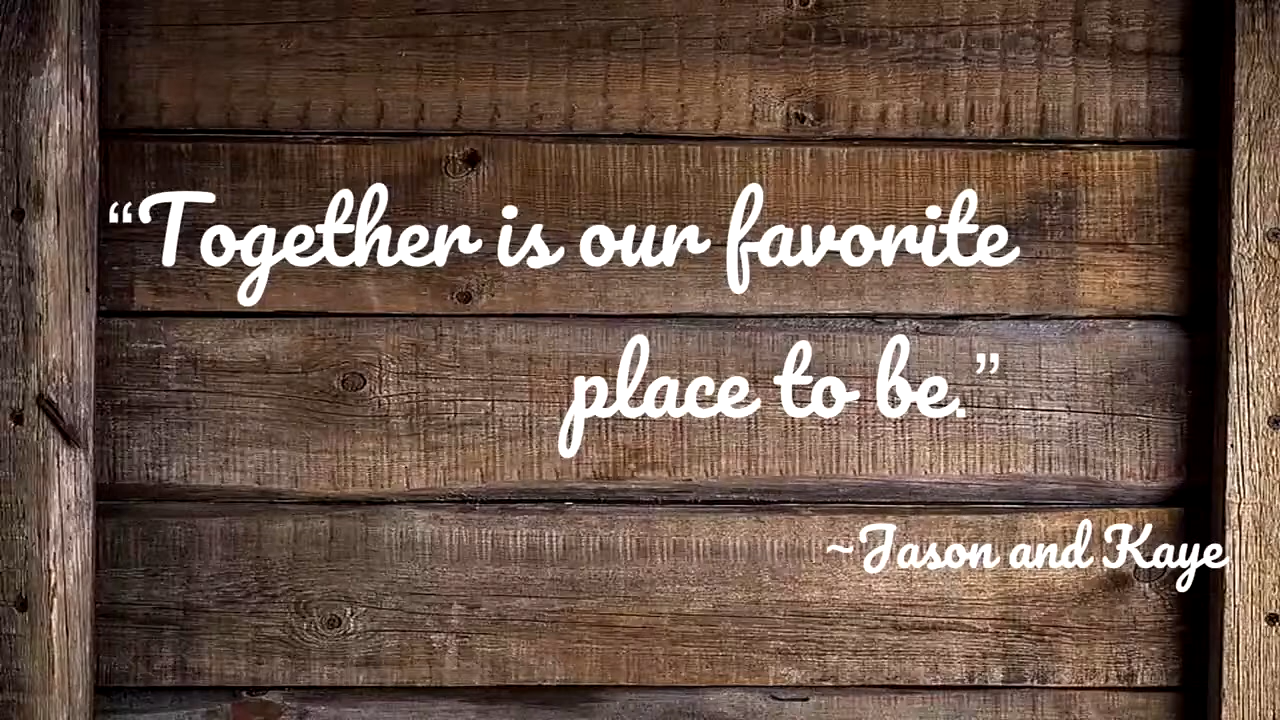 “Together is our favorite
place to be.”
~Jason and Kaye